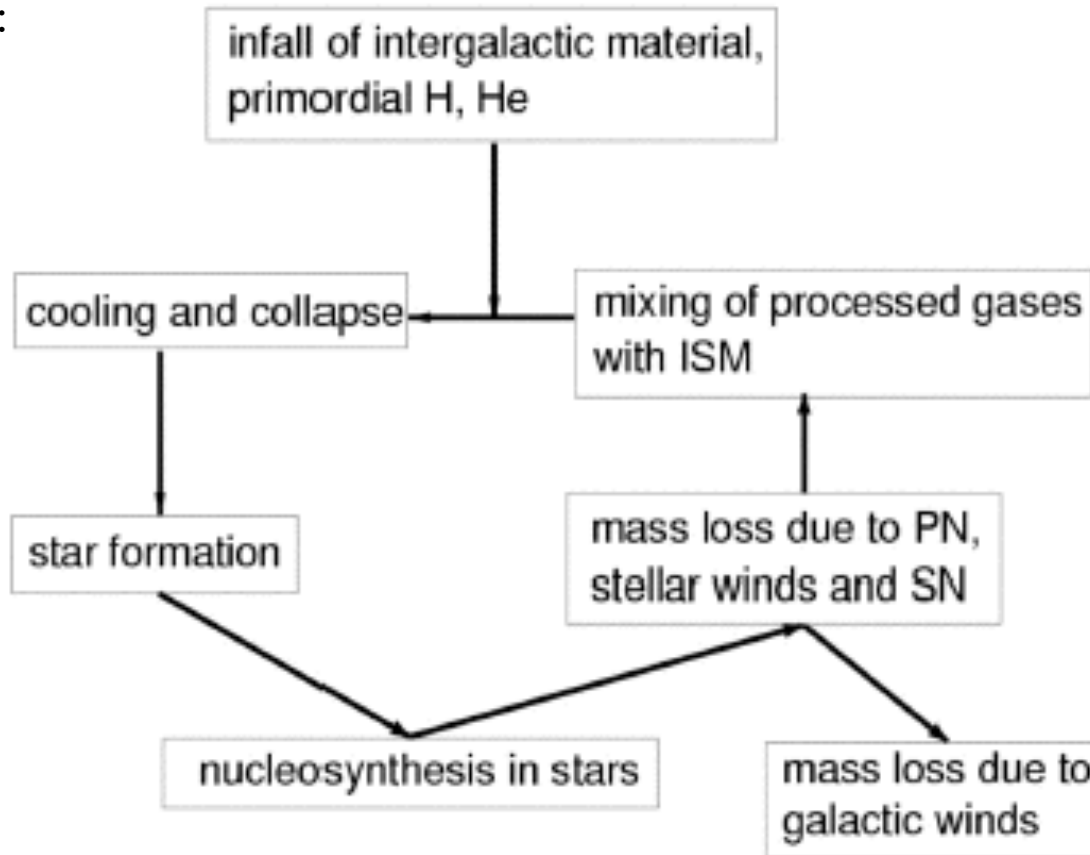 :
infall of intergalactic material,
primordial H, He
cooling and collapse
mixing of processed gases
with ISM
star formation
mass loss due to PN,
stellar winds and SN
nucleosynthesis in stars
mass loss due to
galactic winds